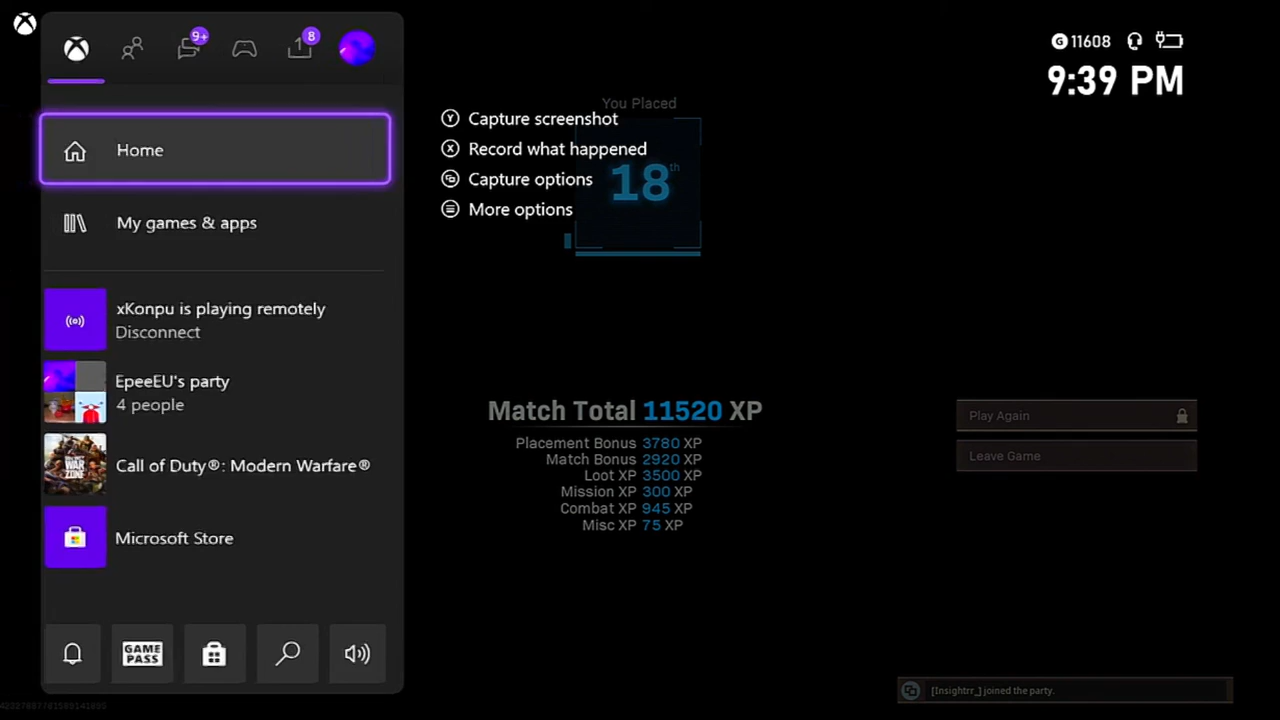 9+
8
G 11608
9:39 PM
Home
My games & apps
xKonpu is playing remotely
Disconnect
EpeeEU's party
4 people
WAR ZONE
Call of Duty®: Modern Warfare®
Microsoft Store
GAME PASS
You Placed
18th
Capture screenshot
Record what happened
Capture options
More options
Match Total 11520 XP
Placement Bonus 3780 XP
Match Bonus 2920 XP
Loot XP 3500 XP
Mission XP 300 XP
Combat XP 945 XP
Misc XP 75 XP
Play Again
Leave Game
[Insightrr_] joined the party.